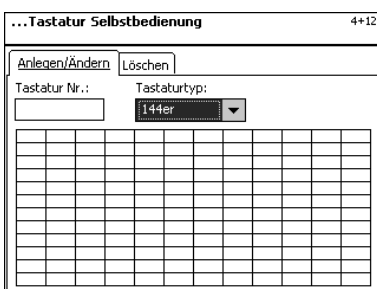 ...Tastatur Selbstbedienung 4+12
Anlegen/Ändern Löschen
Tastatur Nr.: Tastaturtyp:
144er